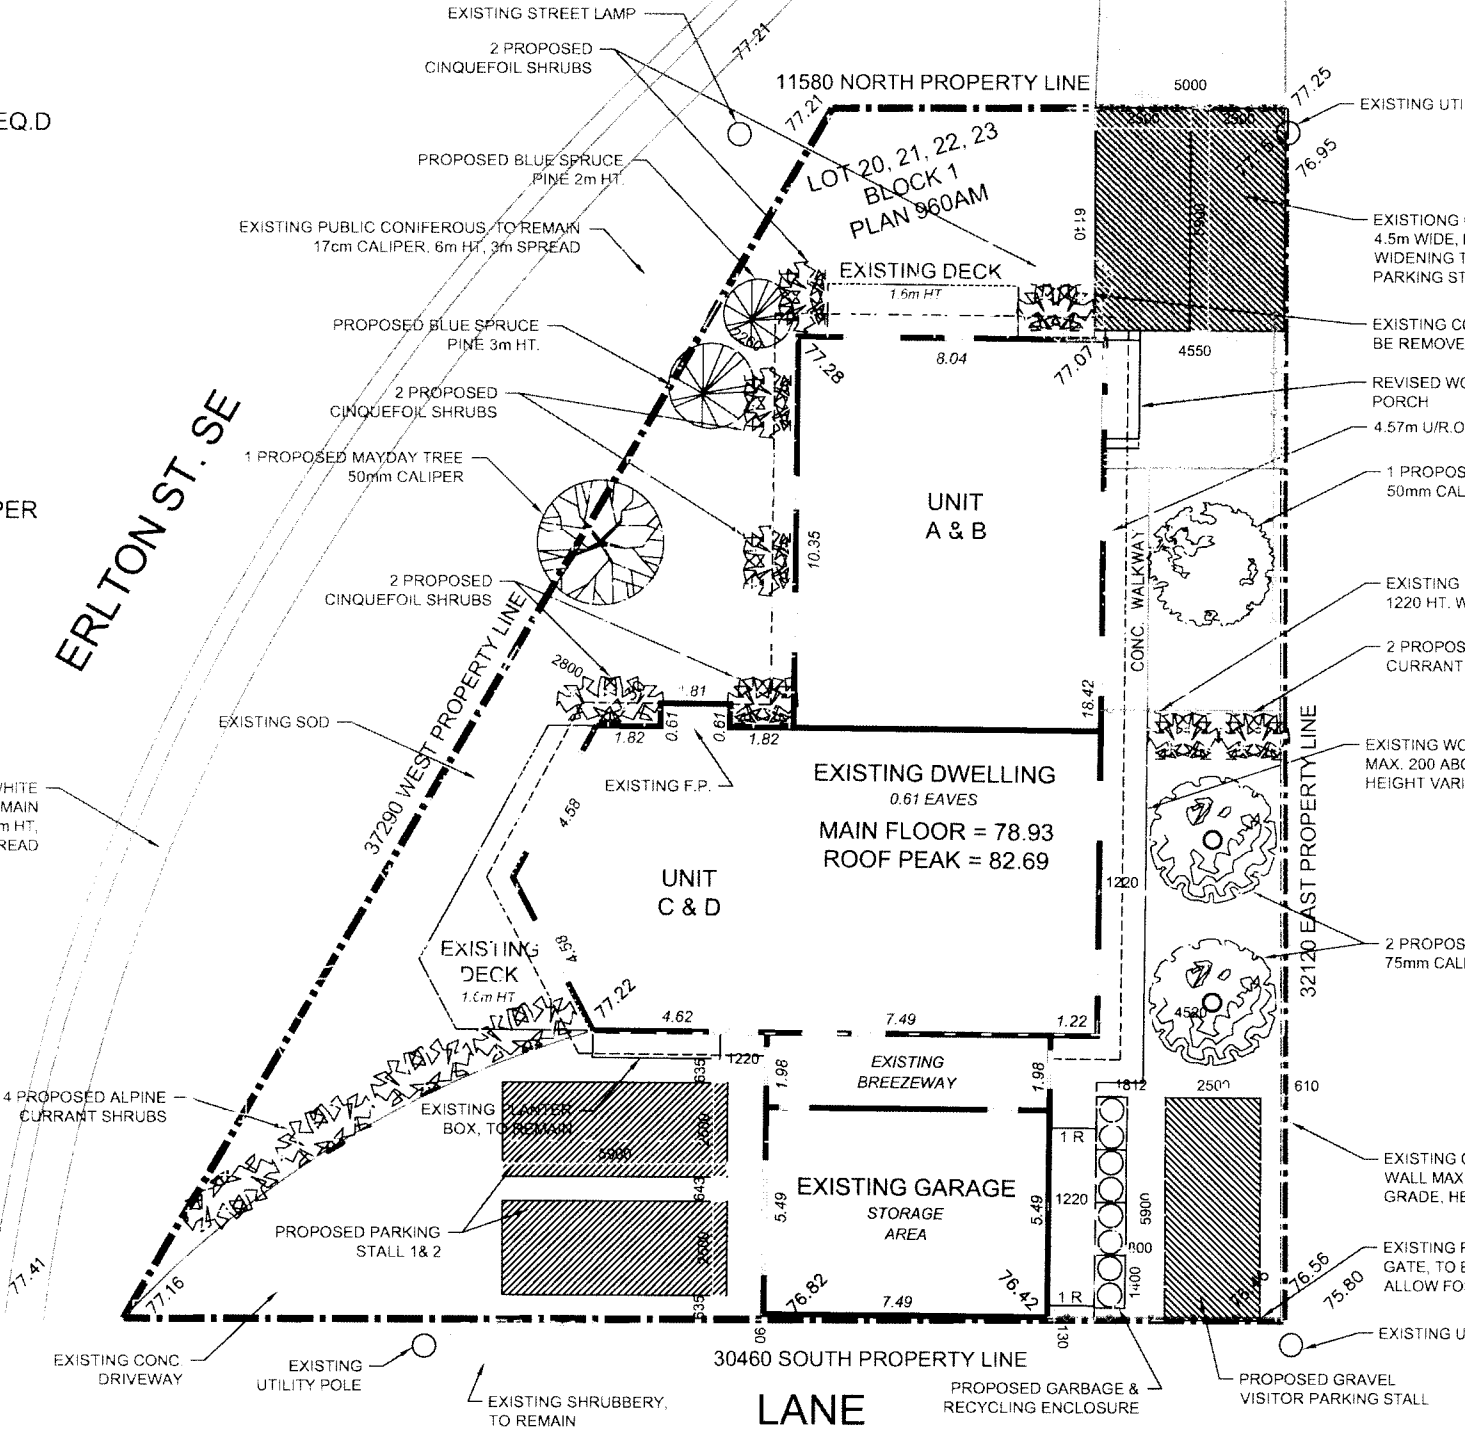 EXISTING STREET LAMP
2 PROPOSED
CINQUEFOIL SHRUBS
77.21
11580 NORTH PROPERTY LINE
5000
77.25
EXISTING UTI
EQ.D
77.21
2500
2500
76.95
PROPOSED BLUE SPRUCE
PINE 2m HT.
LOT 20, 21, 22, 23
BLOCK 1
PLAN 960AM
EXISTING PUBLIC CONIFEROUS, TO REMAIN
17cm CALIPER, 6m HT, 3m SPREAD
6110
EXISTIONG
4.5m WIDE,
WIDENING T
PARKING ST
EXISTING DECK
1.6m HT
PROPOSED BLUE SPRUCE
PINE 3m HT.
77.28
8.04
77.07
4550
EXISTING CO
BE REMOVE
REVISED WO
PORCH
4.57m U/R.O
2 PROPOSED
CINQUEFOIL SHRUBS
ERLTON ST. SE
1 PROPOSED MAYDAY TREE
50mm CALIPER
1 PROPOS
50mm CAL
PER
UNIT
A & B
10.35
CONC. WALKWAY
2 PROPOSED
CINQUEFOIL SHRUBS
EXISTING
1220 HT. W
2 PROPOS
CURRANT
37290 WEST PROPERTY LINE
2800
1.81
18.42
EXISTING SOD
1.82
0.61
0.61
1.82
EXISTING F.P.
EXISTING WO
MAX. 200 ABO
HEIGHT VARI
EXISTING DWELLING
0.61 EAVES
MAIN FLOOR = 78.93
ROOF PEAK = 82.69
WHITE
MAIN
m HT,
READ
4.58
UNIT
C & D
1220
32120 EAST PROPERTY LINE
2 PROPOS
75mm CALI
EXISTING
DECK
4.58
77.22
4520
4.62
7.49
1.22
EXISTING
BREEZEWAY
1220
635
1.98
1.98
1812
2500
610
4 PROPOSED ALPINE
CURRANT SHRUBS
EXISTING PLANTER
BOX, TO REMAIN
5900
643
1 R
EXISTING GARAGE
STORAGE
AREA
5.49
5.49
1220
5900
EXISTING C
WALL MAX
GRADE, HE
PROPOSED PARKING
STALL 1& 2
800
1400
EXISTING F
GATE, TO B
ALLOW FO
77.41
77.16
635
76.82
7.49
76.42
1 R
76.56
75.80
90
130
EXISTING U
EXISTING CONC.
DRIVEWAY
EXISTING
UTILITY POLE
30460 SOUTH PROPERTY LINE
EXISTING SHRUBBERY,
TO REMAIN
LANE
PROPOSED GARBAGE &
RECYCLING ENCLOSURE
PROPOSED GRAVEL
VISITOR PARKING STALL